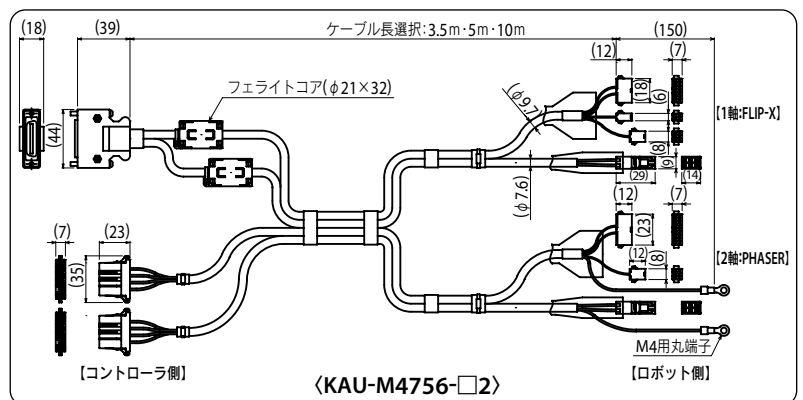 (18)
(39)
ケーブル長選択:3.5m・5m・10m
(150)
(12)
(7)
フェライトコア(φ21×32)
(φ9.7)
(18)
(6)
【1軸:FLIP-X】
(44)
(8)
(9)
(29)
(14)
(φ7.6)
(12)
(7)
(7)
(23)
(23)
(35)
(12)
(8)
【2軸:PHASER】
M4用丸端子
【コントローラ側】
〈KAU-M4756-□2〉
【ロボット側】